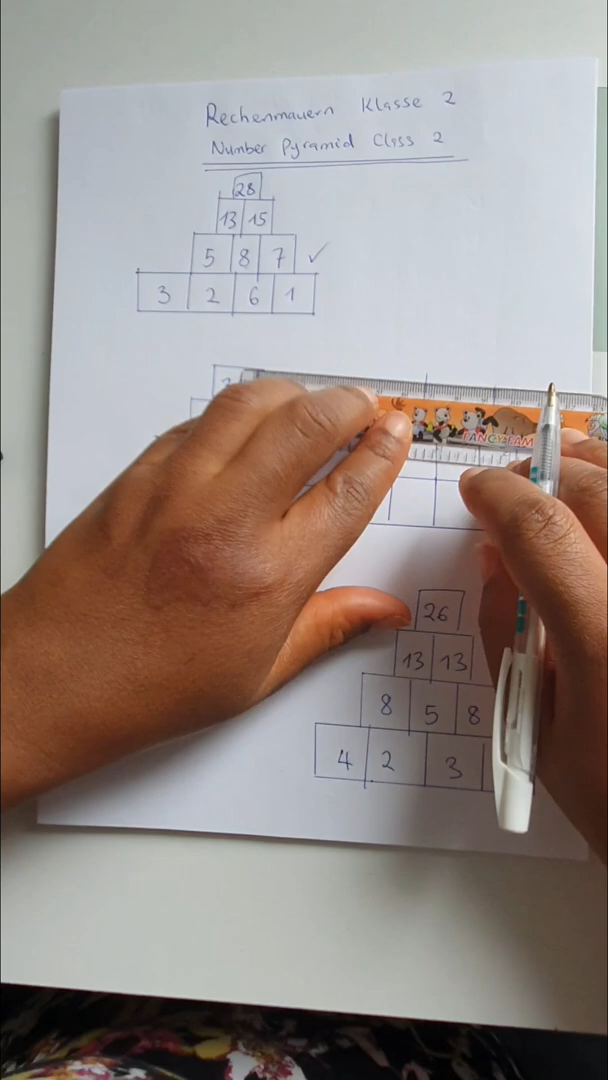 Rechenmauern Klasse 2
Number Pyramid Class 2
28
13 15
5 8 7 ✓
3 2 6 1
26
13 13
8 5 8
4 2 3